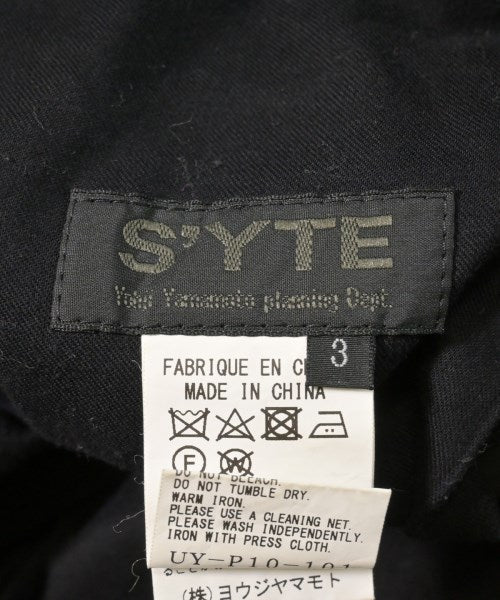 S'YTE
Yohji Yamamoto planning Dept.
3
FABRIQUE EN C
MADE IN CHINA
F W
DO NOT BLEACH.
DO NOT TUMBLE DRY.
WARM IRON.
PLEASE USE A CLEANING NET.
PLEASE WASH INDEPENDENTLY.
IRON WITH PRESS CLOTH.
UY-P10-101
(株)ヨウジヤマモト